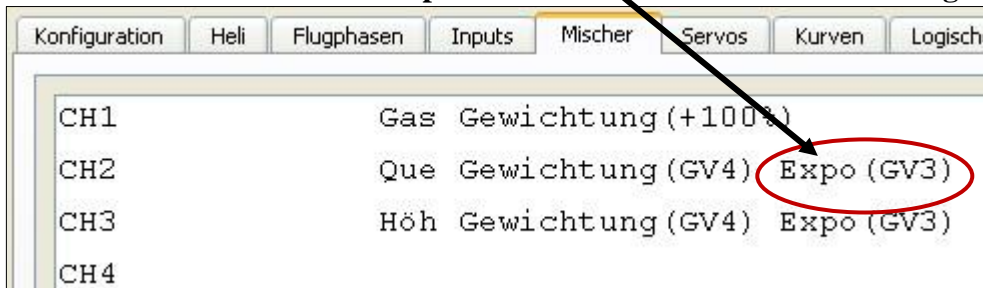 Konfiguration Heli Flugphasen Inputs Mischer Servos Kurven Logisch
CH1 Gas Gewichtung(+100%)
CH2 Que Gewichtung(GV4) Expo(GV3)
CH3 Höh Gewichtung(GV4) Expo(GV3)
CH4